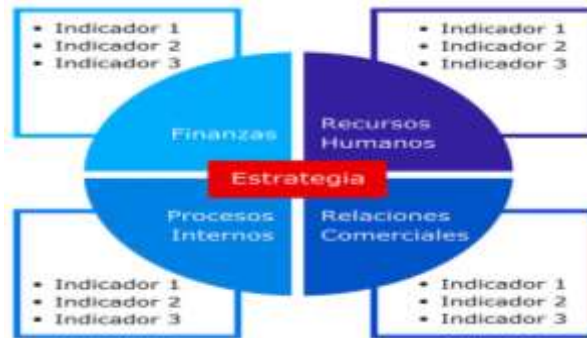 • Indicador 1
• Indicador 2
• Indicador 3
• Indicador 1
• Indicador 2
• Indicador 3
Finanzas
Recursos
Humanos
Estrategia
Procesos
Internos
Relaciones
Comerciales
• Indicador 1
• Indicador 2
• Indicador 3
• Indicador 1
• Indicador 2
• Indicador 3